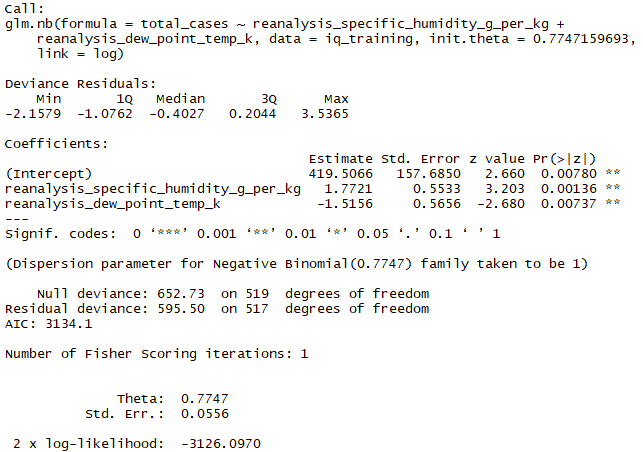 Call:
glm.nb(formula = total_cases ~ reanalysis_specific_humidity_g_per_kg +
    reanalysis_dew_point_temp_k, data = iq_training, init.theta = 0.7747159693,
    link = log)

Deviance Residuals:
    Min       1Q   Median       3Q      Max
-2.1579  -1.0762  -0.4027   0.2044   3.5365

Coefficients:
                                      Estimate Std. Error z value Pr(>|z|)
(Intercept)                           419.5066   157.6850   2.660  0.00780 **
reanalysis_specific_humidity_g_per_kg   1.7721     0.5533   3.203  0.00136 **
reanalysis_dew_point_temp_k            -1.5156     0.5656  -2.680  0.00737 **
---
Signif. codes:  0 ‘***’ 0.001 ‘**’ 0.01 ‘*’ 0.05 ‘.’ 0.1 ‘ ’ 1

(Dispersion parameter for Negative Binomial(0.7747) family taken to be 1)

    Null deviance: 652.73  on 519  degrees of freedom
Residual deviance: 595.50  on 517  degrees of freedom
AIC: 3134.1

Number of Fisher Scoring iterations: 1


              Theta:  0.7747
          Std. Err.:  0.0556

 2 x log-likelihood:  -3126.0970